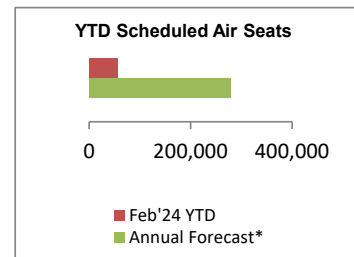 YTD Scheduled Air Seats
0 200,000 400,000
Feb'24 YTD
Annual Forecast*